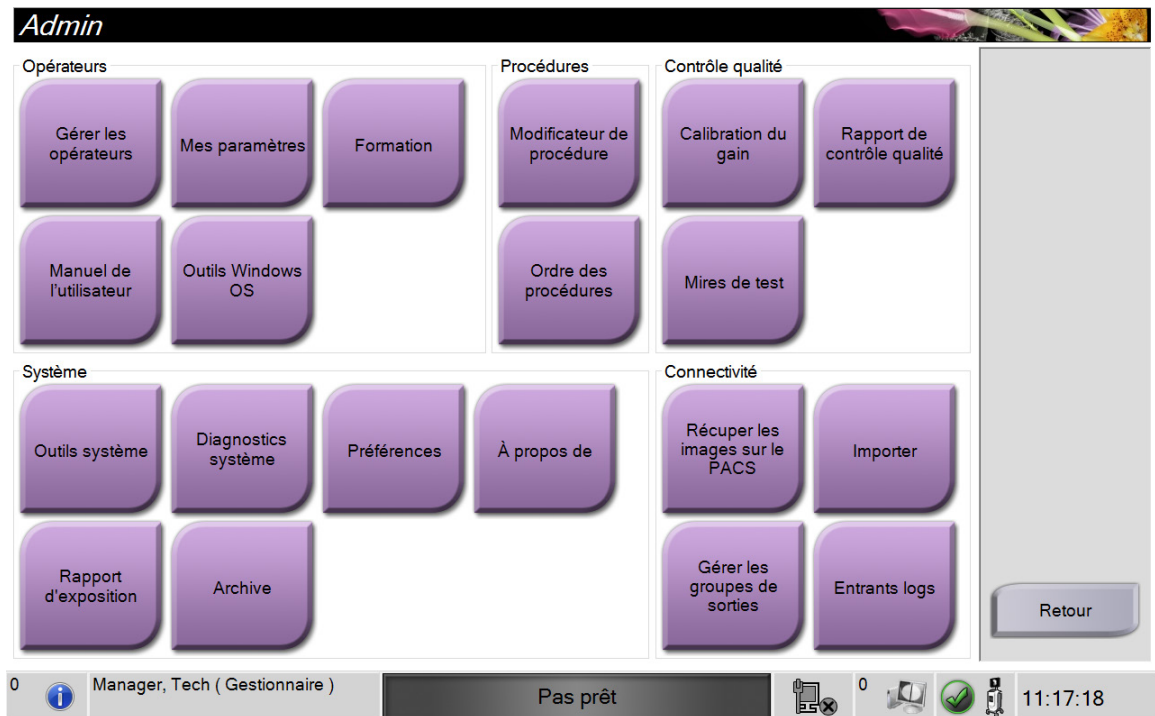 Admin
Opérateurs
Gérer les
opérateurs
Mes paramètres
Formation
Manuel de
l'utilisateur
Outils Windows
OS
Procédures
Modificateur de
procédure
Ordre des
procédures
Contrôle qualité
Calibration du
gain
Rapport de
contrôle qualité
Mires de test
Système
Outils système
Diagnostics
système
Préférences
À propos de
Rapport
d'exposition
Archive
Connectivité
Récuper les
images sur le
PACS
Importer
Gérer les
groupes de
sorties
Entrants logs
Retour
0
Manager, Tech ( Gestionnaire )
Pas prêt
0
11:17:18